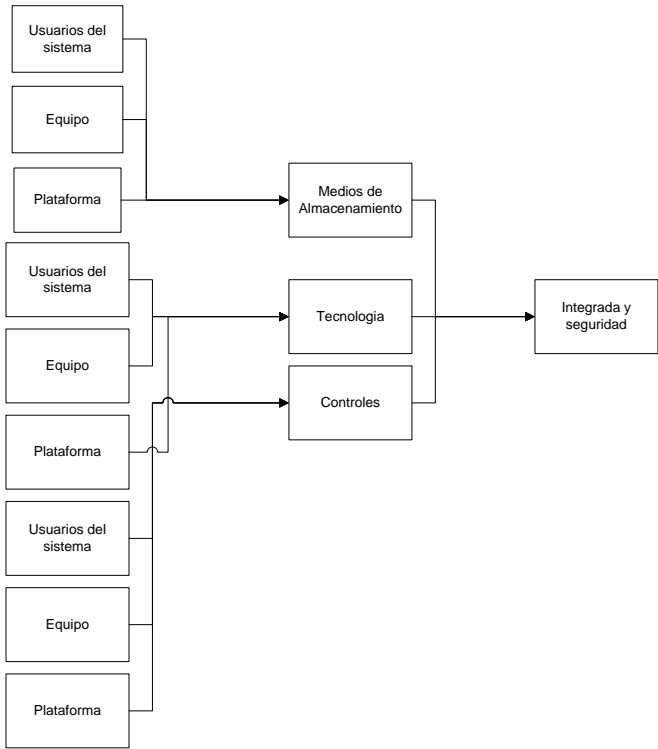 Usuarios del
sistema
Equipo
Plataforma
Usuarios del
sistema
Equipo
Plataforma
Usuarios del
sistema
Equipo
Plataforma
Medios de
Almacenamiento
Tecnologia
Controles
Integrada y
seguridad